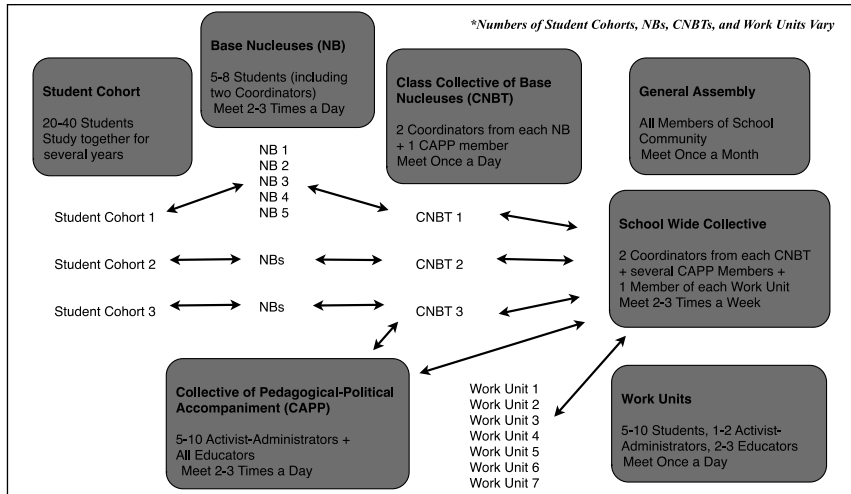 *Numbers of Student Cohorts, NBs, CNBTs, and Work Units Vary
Student Cohort
20-40 Students
Study together for
several years
Base Nucleuses (NB)
5-8 Students (including
two Coordinators)
Meet 2-3 Times a Day
Class Collective of Base
Nucleuses (CNBT)
2 Coordinators from each NB
+ 1 CAPP member
Meet Once a Day
General Assembly
All Members of School
Community
Meet Once a Month
NB 1
NB 2
NB 3
NB 4
NB 5
Student Cohort 1
CNBT 1
Student Cohort 2
NBs
CNBT 2
Student Cohort 3
NBs
CNBT 3
School Wide Collective
2 Coordinators from each CNBT
+ several CAPP Members +
1 Member of each Work Unit
Meet 2-3 Times a Week
Collective of Pedagogical-Political
Accompaniment (CAPP)
5-10 Activist-Administrators +
All Educators
Meet 2-3 Times a Day
Work Unit 1
Work Unit 2
Work Unit 3
Work Unit 4
Work Unit 5
Work Unit 6
Work Unit 7
Work Units
5-10 Students, 1-2 Activist-
Administrators, 2-3 Educators
Meet Once a Day